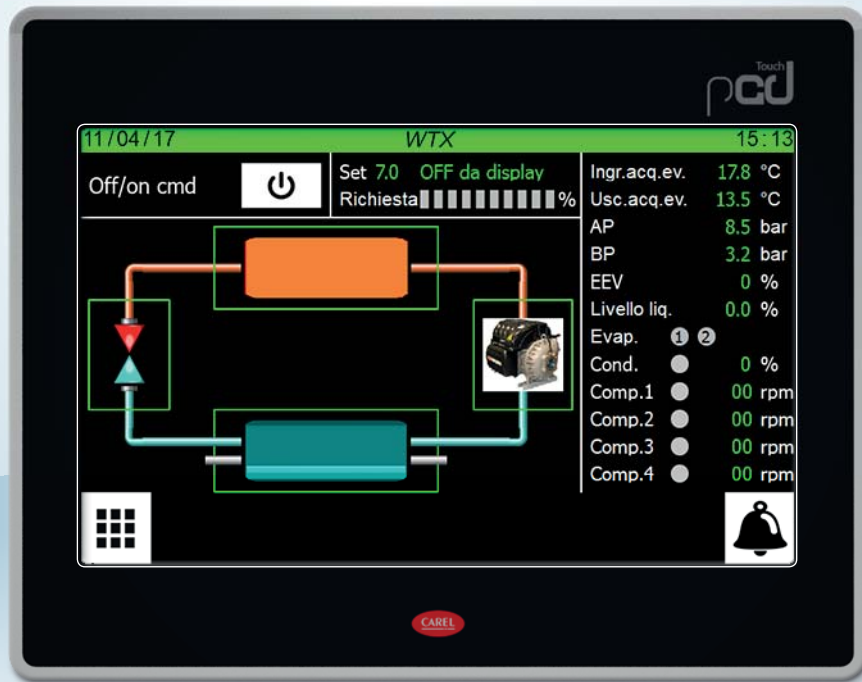 Touch
pcd
11/04/17 WTX 15:13
Off/on cmd
Set 7.0 OFF da display
Richiesta %
Ingr.acq.ev. 17.8 °C
Usc.acq.ev. 13.5 °C
AP 8.5 bar
BP 3.2 bar
EEV 0 %
Livello liq. 0.0 %
Evap. 1 2
Cond. 0 %
Comp.1 00 rpm
Comp.2 00 rpm
Comp.3 00 rpm
Comp.4 00 rpm
CAREL